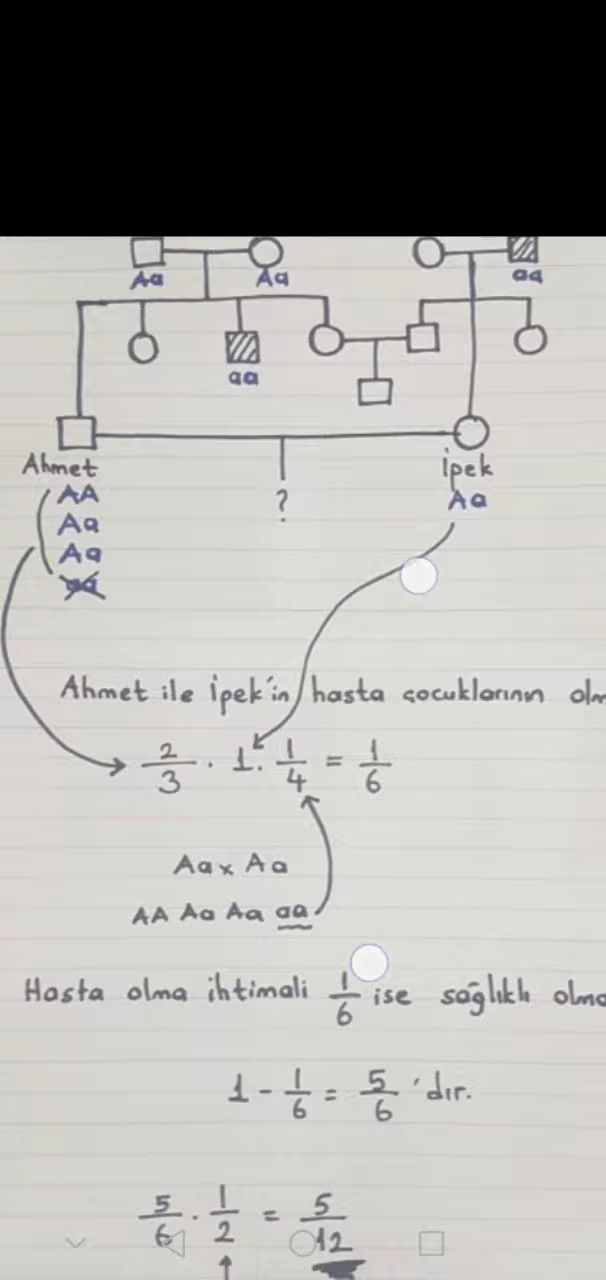 Aa Aa aa
aa
Ahmet ? İpek
AA Aa
Aa
Aa
aa
Ahmet ile İpek'in hasta çocuklarının
2/3 . 1 . 1/4 = 1/6
Aa x Aa
AA Aa Aa aa
Hasta olma ihtimali 1/6 ise sağlıklı
1 - 1/6 = 5/6 'dır.
5/6 . 1/2 = 5/12